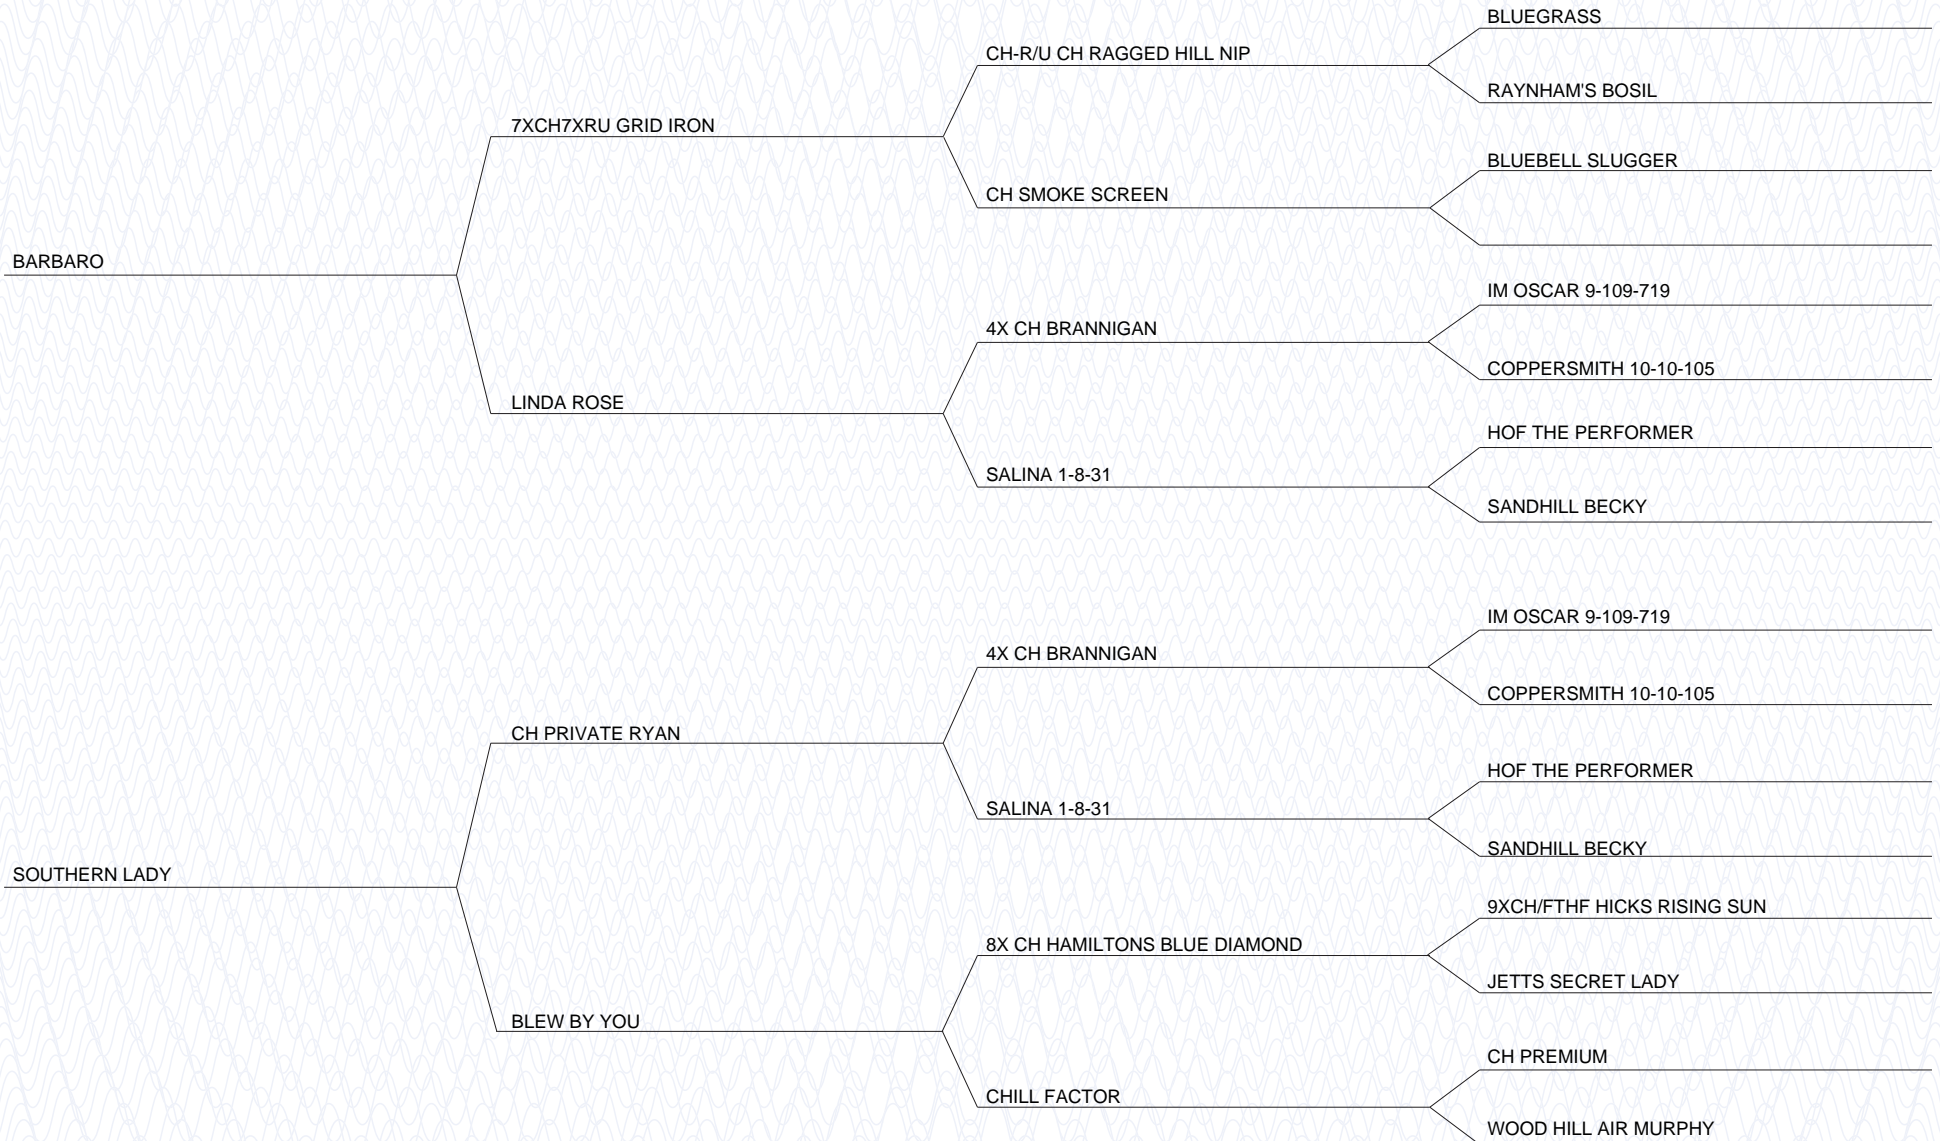 BLUEGRASS
CH-R/U CH RAGGED HILL NIP
RAYNHAM'S BOSIL
7XCH7XRU GRID IRON
BLUEBELL SLUGGER
CH SMOKE SCREEN
BARBARO
IM OSCAR 9-109-719
4X CH BRANNIGAN
COPPERSMITH 10-10-105
LINDA ROSE
HOF THE PERFORMER
SALINA 1-8-31
SANDHILL BECKY
IM OSCAR 9-109-719
4X CH BRANNIGAN
COPPERSMITH 10-10-105
CH PRIVATE RYAN
HOF THE PERFORMER
SALINA 1-8-31
SANDHILL BECKY
SOUTHERN LADY
9XCH/FTHF HICKS RISING SUN
8X CH HAMILTONS BLUE DIAMOND
JETTS SECRET LADY
BLEW BY YOU
CH PREMIUM
CHILL FACTOR
WOOD HILL AIR MURPHY